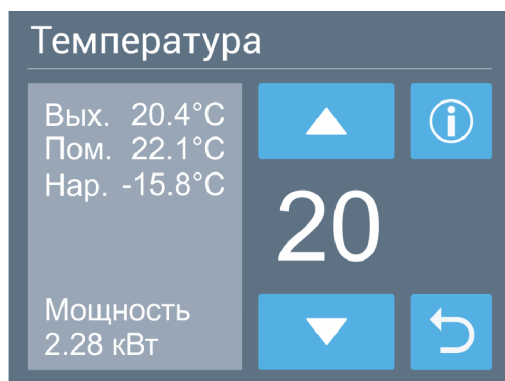 Температура
Вых. 20.4°C
Пом. 22.1°C
Нар. -15.8°C
20
Мощность
2.28 кВт